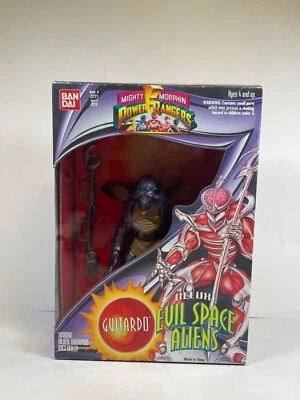 BAN
DAI
MIGHTY MORPHIN
POWER RANGERS
Ages 4 and up
WARNING: Contains small parts
which may present a choking
hazard to children under 3.
GUITARDO
DELUXE
EVIL SPACE
ALIENS
Made in China